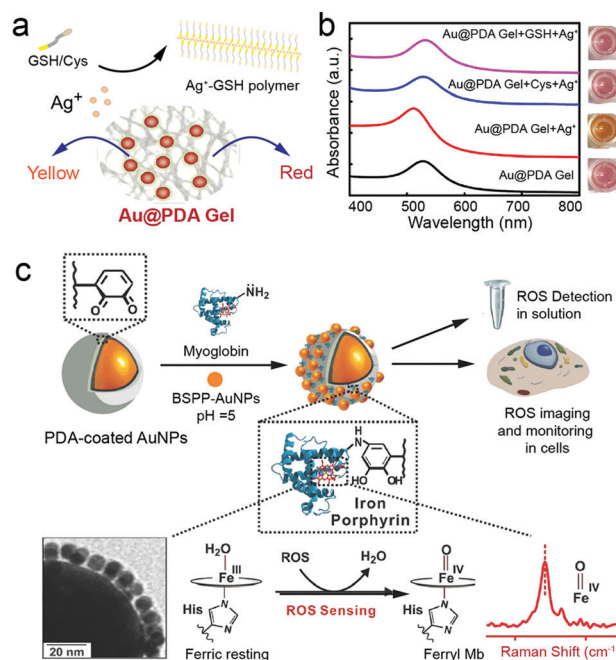 a
GSH/Cys
Ag⁺-GSH polymer
Ag⁺
Yellow
Red
Au@PDA Gel
b
Absorbance (a.u.)
Au@PDA Gel+GSH+Ag⁺
Au@PDA Gel+Cys+Ag⁺
Au@PDA Gel+Ag⁺
Au@PDA Gel
400 500 600 700 800
Wavelength (nm)
c
O
O
NH₂
Myoglobin
BSPP-AuNPs
pH =5
PDA-coated AuNPs
ROS Detection
in solution
ROS imaging
and monitoring
in cells
H
N
HO
OH
Iron
Porphyrin
20 nm
H₂O
Fe
III
N
His
N
H
Ferric resting
ROS
H₂O
ROS Sensing
O
Fe
IV
N
His
N
H
Ferryl Mb
O
Fe
IV
Raman Shift (cm⁻¹)